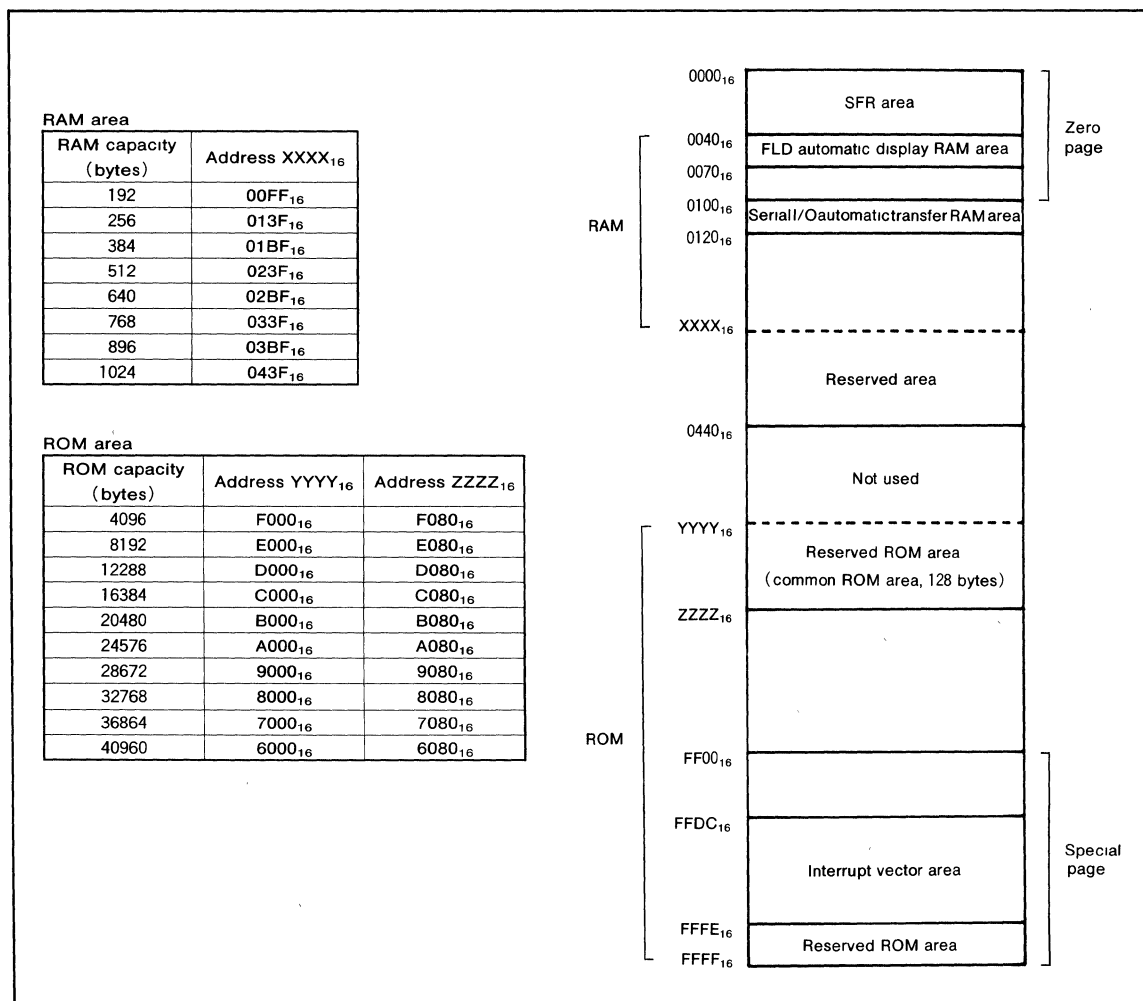 RAM area
RAM capacity (bytes) Address XXXX₁₆
192 00FF₁₆
256 013F₁₆
384 01BF₁₆
512 023F₁₆
640 02BF₁₆
768 033F₁₆
896 03BF₁₆
1024 043F₁₆
ROM area
ROM capacity (bytes) Address YYYY₁₆ Address ZZZZ₁₆
4096 F000₁₆ F080₁₆
8192 E000₁₆ E080₁₆
12288 D000₁₆ D080₁₆
16384 C000₁₆ C080₁₆
20480 B000₁₆ B080₁₆
24576 A000₁₆ A080₁₆
28672 9000₁₆ 9080₁₆
32768 8000₁₆ 8080₁₆
36864 7000₁₆ 7080₁₆
40960 6000₁₆ 6080₁₆
0000₁₆
SFR area
Zero
page
0040₁₆
FLD automatic display RAM area
0070₁₆
0100₁₆
Serial I/O automatic transfer RAM area
RAM
0120₁₆
XXXX₁₆
Reserved area
0440₁₆
Not used
YYYY₁₆
Reserved ROM area
(common ROM area, 128 bytes)
ZZZZ₁₆
ROM
FF00₁₆
FFDC₁₆
Interrupt vector area
Special
page
FFFE₁₆
Reserved ROM area
FFFF₁₆